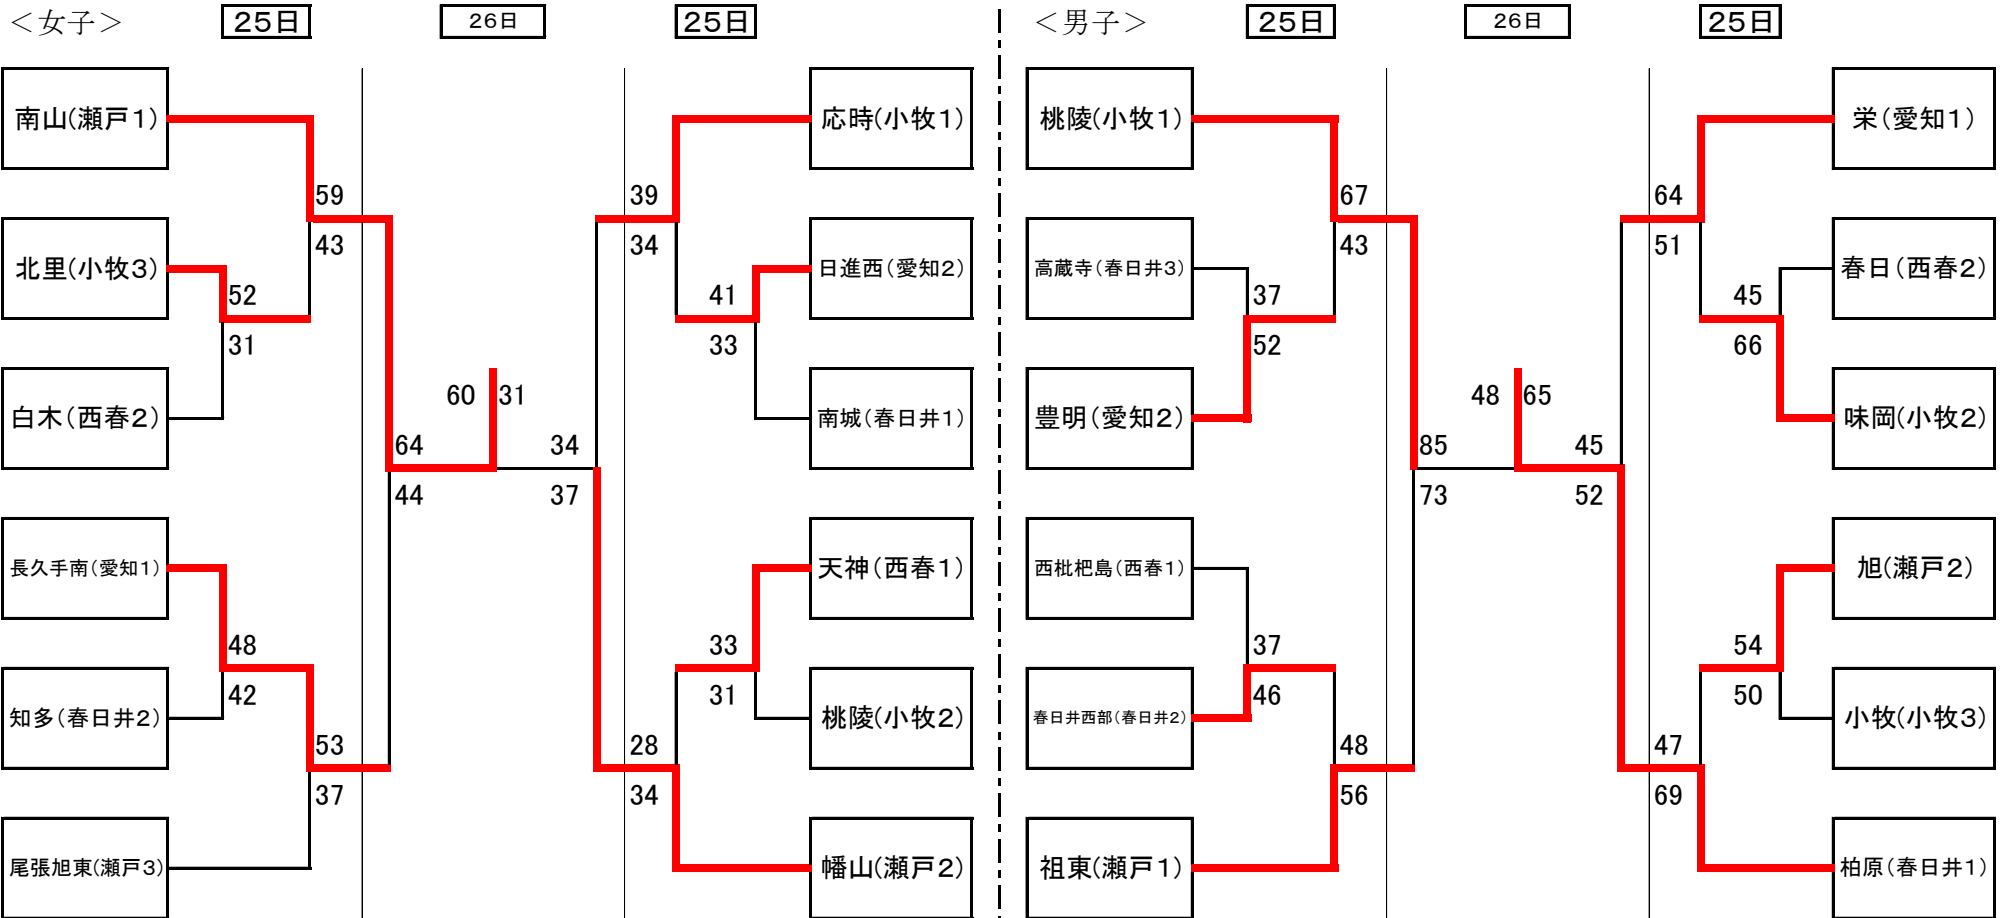 ＜女子＞ 25日 26日 25日 ＜男子＞ 25日 26日 25日
南山(瀬戸1) 応時(小牧1) 桃陵(小牧1) 栄(愛知1)
59 39 67 64
43 34 43 51
北里(小牧3) 日進西(愛知2) 高蔵寺(春日井3) 春日(西春2)
52 41 37 45
31 33 52 66
60 31 48 65
白木(西春2) 南城(春日井1) 豊明(愛知2) 味岡(小牧2)
64 34 85 45
44 37 73 52
長久手南(愛知1) 天神(西春1) 西枇杷島(西春1) 旭(瀬戸2)
48 33 37 54
42 31 46 50
知多(春日井2) 桃陵(小牧2) 春日井西部(春日井2) 小牧(小牧3)
53 28 48 47
37 34 56 69
尾張旭東(瀬戸3) 幡山(瀬戸2) 祖東(瀬戸1) 柏原(春日井1)